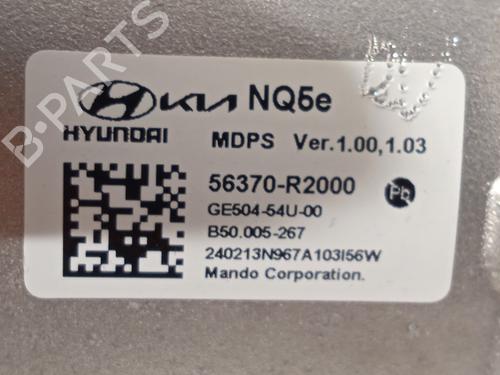 HYUNDAI KIA NQ5e
MDPS Ver.1.00,1.03
56370-R2000 Pb
GE504-54U-00
B50.005-267
240213N967A103I56W
Mando Corporation.
B-PARTS